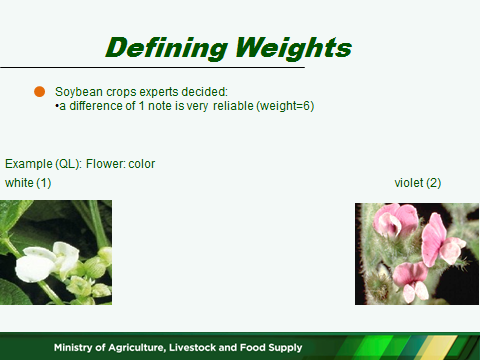 Defining Weights
Soybean crops experts decided:
•a difference of 1 note is very reliable (weight=6)
Example (QL): Flower: color
white (1)
violet (2)
Ministry of Agriculture, Livestock and Food Supply